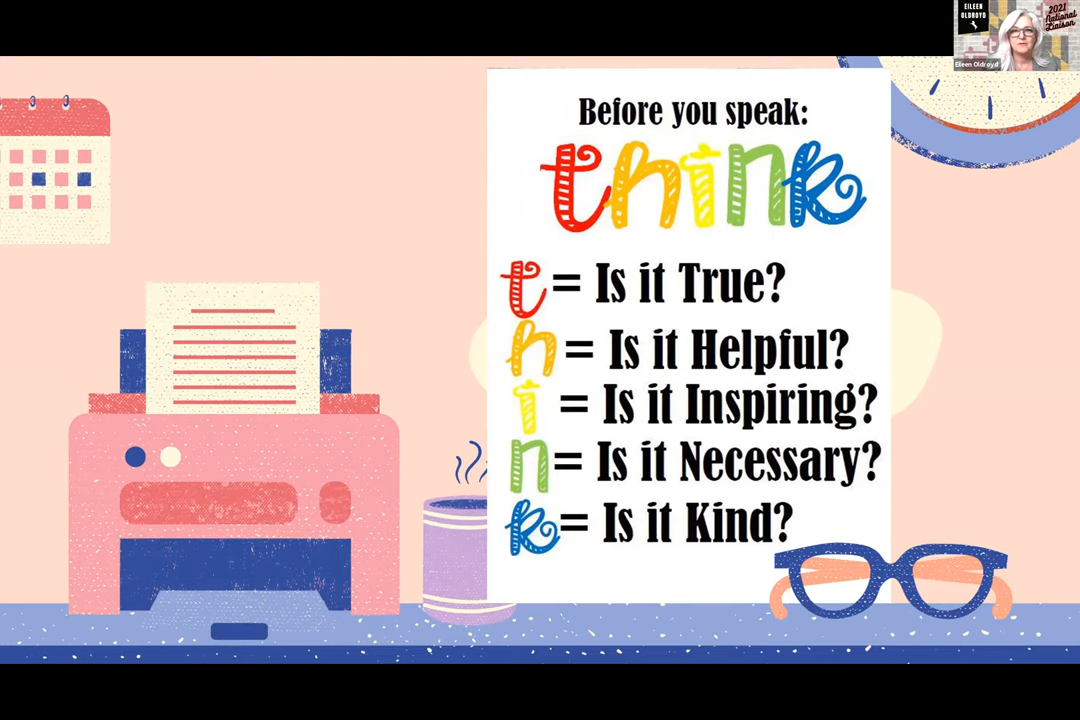 EILEEN
OLDROYD
2021
National
Liaison
Eileen Oldroyd
Before you speak:
think
t = Is it True?
h = Is it Helpful?
i = Is it Inspiring?
n = Is it Necessary?
k = Is it Kind?